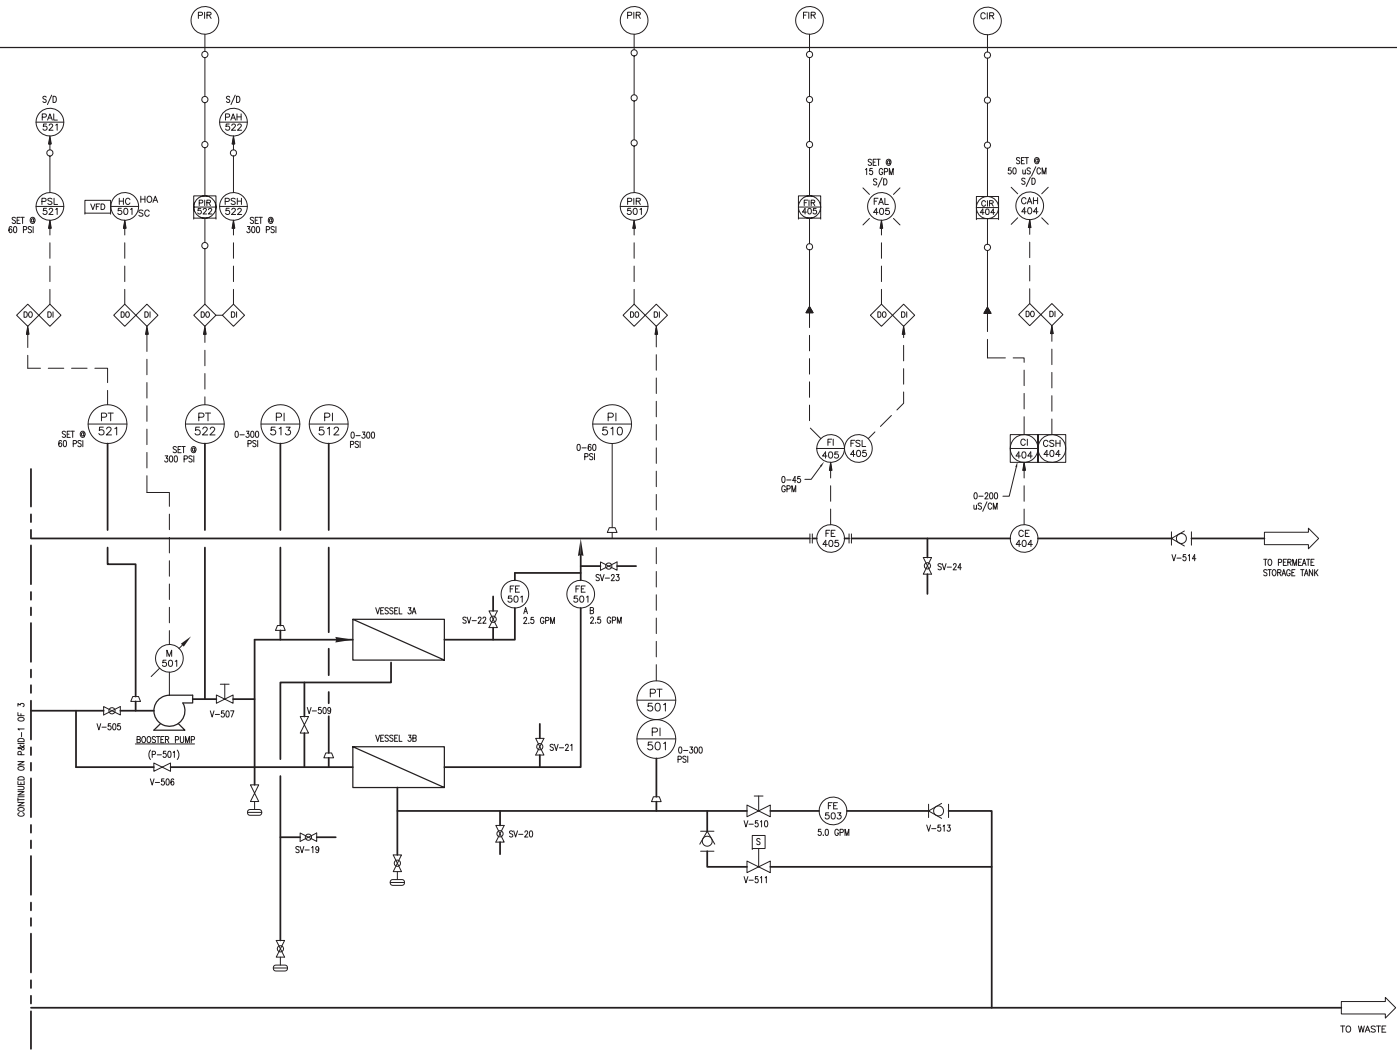 PIR
PIR
FIR
CIR
S/D
PAL
521
S/D
PAH
522
SET @
15 GPM
S/D
SET @
50 uS/CM
S/D
PSL
521
SET @
60 PSI
VFD
HC
501
HOA
SC
PIR
522
PSH
522
SET @
300 PSI
PIR
501
FIR
405
FAL
405
CIR
404
CAH
404
DO
DI
DO
DI
DO
DI
DO
DI
DO
DI
DO
DI
PT
521
SET @
60 PSI
PT
522
SET @
300 PSI
PI
513
0-300
PSI
PI
512
0-300
PSI
PI
510
0-60
PSI
FI
405
FSL
405
0-45
GPM
CI
404
CSH
404
0-200
uS/CM
FE
405
CE
404
SV-24
V-514
TO PERMEATE
STORAGE TANK
SV-23
FE
501
A
2.5 GPM
FE
501
B
2.5 GPM
SV-22
VESSEL 3A
M
501
V-505
V-507
V-509
BOOSTER PUMP
(P-501)
V-506
VESSEL 3B
SV-21
PT
501
PI
501
0-300
PSI
CONTINUED ON P&ID-1 OF 3
SV-19
SV-20
V-510
FE
503
5.0 GPM
V-513
S
V-511
TO WASTE